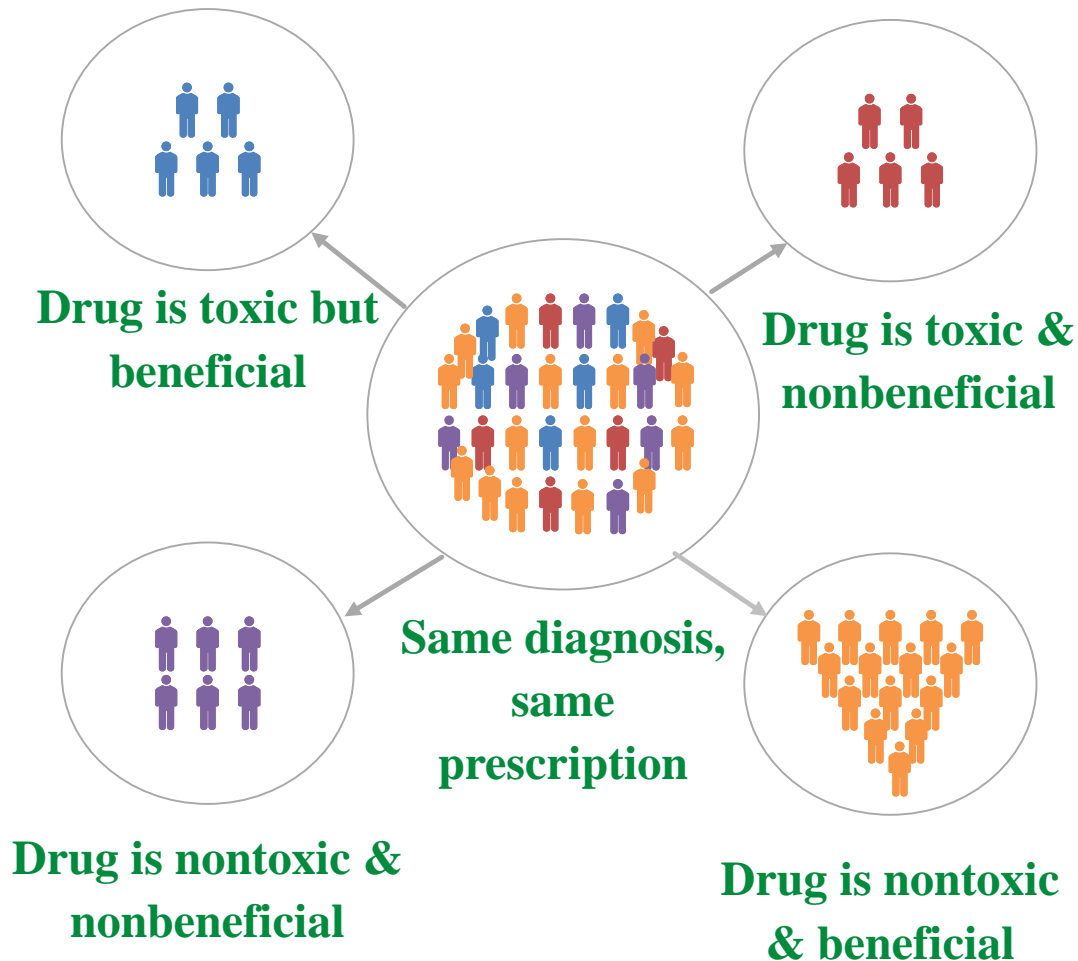 Drug is toxic but
beneficial
Drug is toxic &
nonbeneficial
Same diagnosis,
same
prescription
Drug is nontoxic &
nonbeneficial
Drug is nontoxic
& beneficial